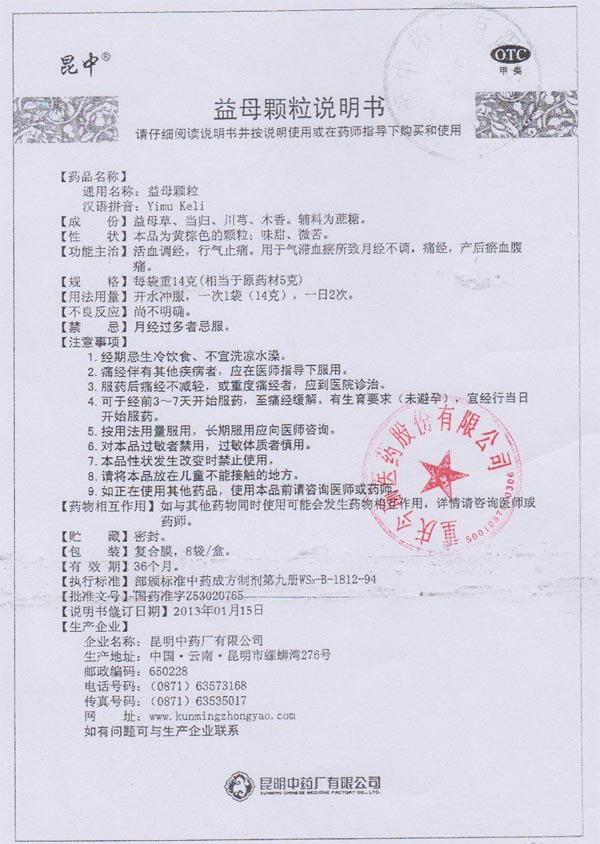 昆中®
OTC
甲类
益母颗粒说明书
请仔细阅读说明书并按说明使用或在药师指导下购买和使用
【药品名称】
通用名称：益母颗粒
汉语拼音：Yimu Keli
【成　　份】益母草、当归、川芎、木香。辅料为蔗糖。
【性　　状】本品为黄棕色的颗粒；味甜、微苦。
【功能主治】活血调经，行气止痛。用于气滞血瘀所致月经不调，痛经，产后瘀血腹
痛。
【规　　格】每袋重14克(相当于原药材5克)
【用法用量】开水冲服，一次1袋（14克），一日2次。
【不良反应】尚不明确。
【禁　　忌】月经过多者忌服。
【注意事项】
1. 经期忌生冷饮食、不宜洗凉水澡。
2. 痛经伴有其他疾病者，应在医师指导下服用。
3. 服药后痛经不减轻，或重度痛经者，应到医院诊治。
4. 可于经前3～7天开始服药，至痛经缓解。有生育要求（未避孕），宜经行当日
开始服药。
5. 按用法用量服用，长期服用应向医师咨询。
6. 对本品过敏者禁用，过敏体质者慎用。
7. 本品性状发生改变时禁止使用。
8. 请将本品放在儿童不能接触的地方。
9. 如正在使用其他药品，使用本品前请咨询医师或药师。
【药物相互作用】如与其他药物同时使用可能会发生药物相互作用，详情请咨询医师或
药师。
【贮　　藏】密封。
【包　　装】复合膜，8袋/盒。
【有 效 期】36个月。
【执行标准】部颁标准中药成方制剂第九册WS₃-B-1812-94
【批准文号】国药准字Z53020765
【说明书修订日期】2013年01月15日
【生产企业】
企业名称：昆明中药厂有限公司
生产地址：中国·云南·昆明市螺蛳湾276号
邮政编码：650228
电话号码：(0871) 63573168
传真号码：(0871) 63535017
网　　址：www.kunmingzhongyao.com
如有问题可与生产企业联系
昆明中药厂有限公司
KUNMING CHINESE MEDICINE FACTORY CO.,LTD.